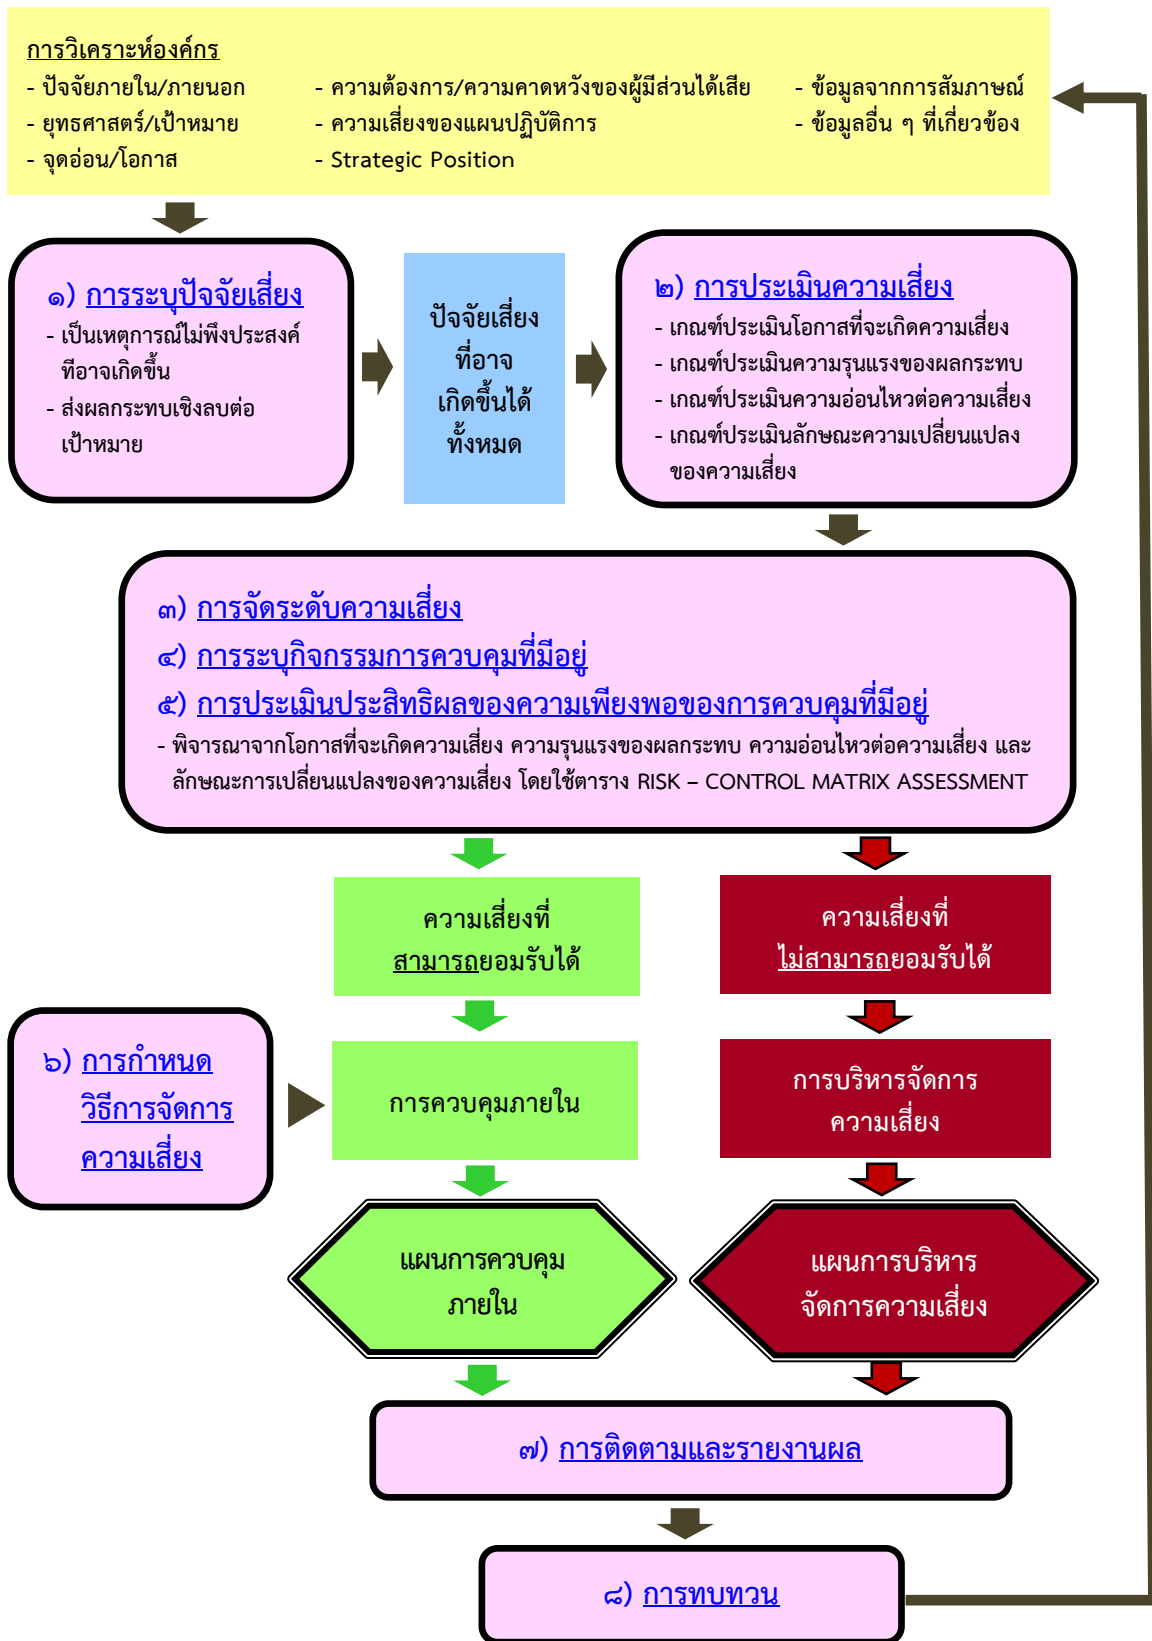 การวิเคราะห์องค์กร
- ปัจจัยภายใน/ภายนอก
- ยุทธศาสตร์/เป้าหมาย
- จุดอ่อน/โอกาส
- ความต้องการ/ความคาดหวังของผู้มีส่วนได้เสีย
- ความเสี่ยงของแผนปฏิบัติการ
- Strategic Position
- ข้อมูลจากการสัมภาษณ์
- ข้อมูลอื่น ๆ ที่เกี่ยวข้อง
๑) การระบุปัจจัยเสี่ยง
- เป็นเหตุการณ์ไม่พึงประสงค์
ทีอาจเกิดขึ้น
- ส่งผลกระทบเชิงลบต่อ
เป้าหมาย
ปัจจัยเสี่ยง
ที่อาจ
เกิดขึ้นได้
ทั้งหมด
๒) การประเมินความเสี่ยง
- เกณฑ์ประเมินโอกาสที่จะเกิดความเสี่ยง
- เกณฑ์ประเมินความรุนแรงของผลกระทบ
- เกณฑ์ประเมินความอ่อนไหวต่อความเสี่ยง
- เกณฑ์ประเมินลักษณะความเปลี่ยนแปลง
ของความเสี่ยง
๓) การจัดระดับความเสี่ยง
๔) การระบุกิจกรรมการควบคุมที่มีอยู่
๕) การประเมินประสิทธิผลของความเพียงพอของการควบคุมที่มีอยู่
- พิจารณาจากโอกาสที่จะเกิดความเสี่ยง ความรุนแรงของผลกระทบ ความอ่อนไหวต่อความเสี่ยง และ
ลักษณะการเปลี่ยนแปลงของความเสี่ยง โดยใช้ตาราง RISK – CONTROL MATRIX ASSESSMENT
ความเสี่ยงที่
สามารถยอมรับได้
ความเสี่ยงที่
ไม่สามารถยอมรับได้
๖) การกำหนด
วิธีการจัดการ
ความเสี่ยง
การควบคุมภายใน
การบริหารจัดการ
ความเสี่ยง
แผนการควบคุม
ภายใน
แผนการบริหาร
จัดการความเสี่ยง
๗) การติดตามและรายงานผล
๘) การทบทวน